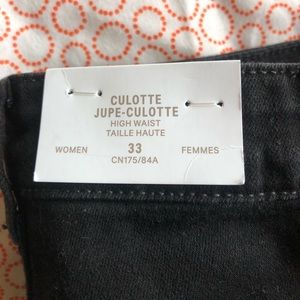 CULOTTE
JUPE-CULOTTE
HIGH WAIST
TAILLE HAUTE
WOMEN 33 FEMMES
CN175/84A